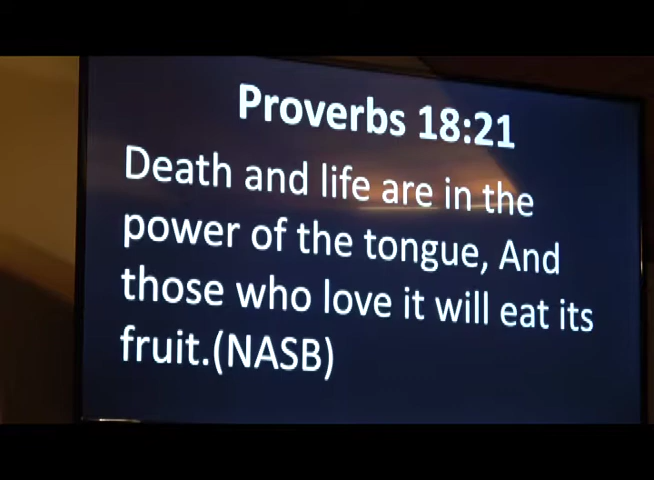 Proverbs 18:21
Death and life are in the
power of the tongue, And
those who love it will eat its
fruit.(NASB)